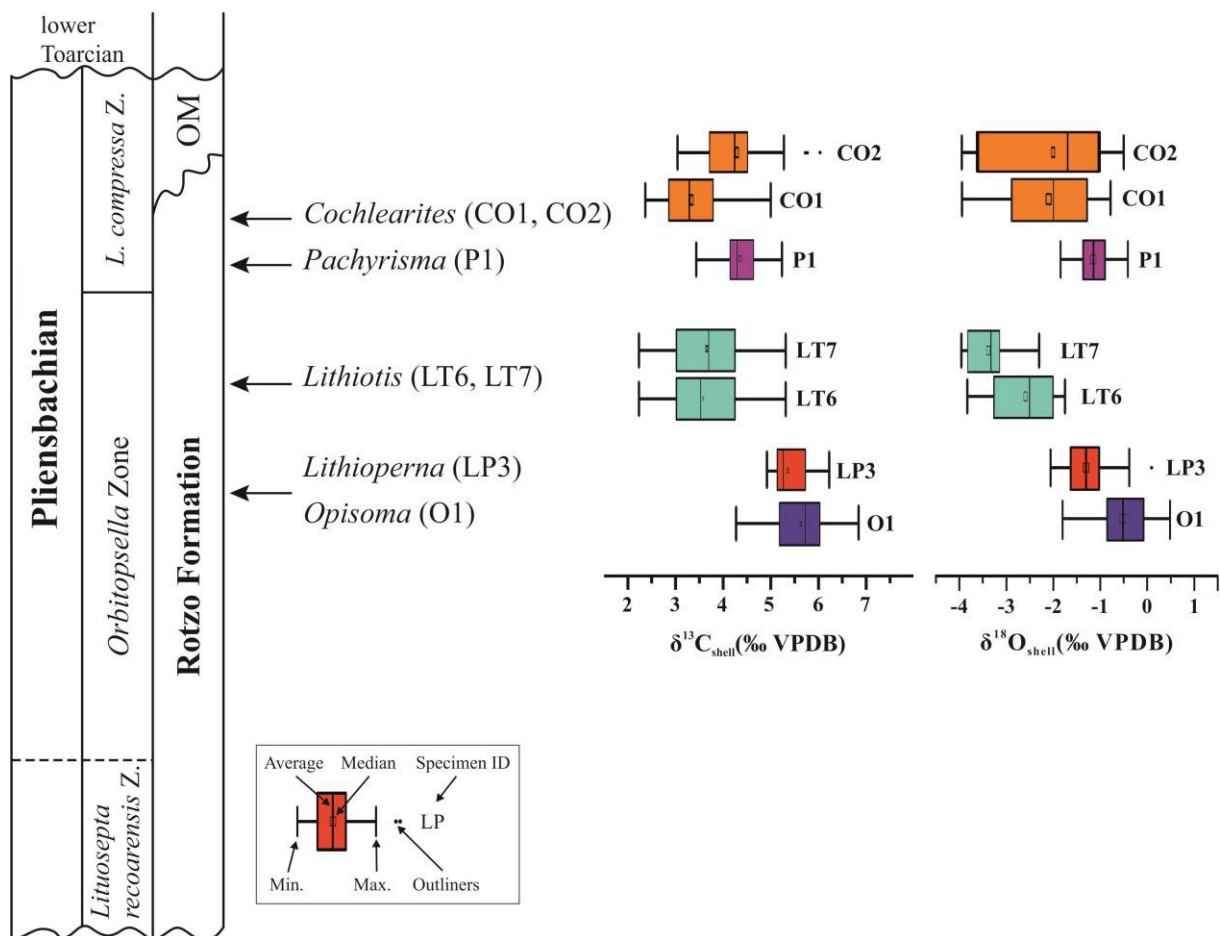 lower
Toarcian
Pliensbachian
L. compressa Z.
Orbitopsella Zone
Lituosepta
recoarensis Z.
OM
Rotzo Formation
Cochlearites (CO1, CO2)
Pachyrisma (P1)
Lithiotis (LT6, LT7)
Lithioperna (LP3)
Opisoma (O1)
CO2
CO1
P1
LT7
LT6
LP3
O1
2 3 4 5 6 7
δ¹³Cshell(‰ VPDB)
CO2
CO1
P1
LT7
LT6
LP3
O1
-4 -3 -2 -1 0 1
δ¹⁸Oshell(‰ VPDB)
Average Median Specimen ID
LP
Min. Max. Outliners